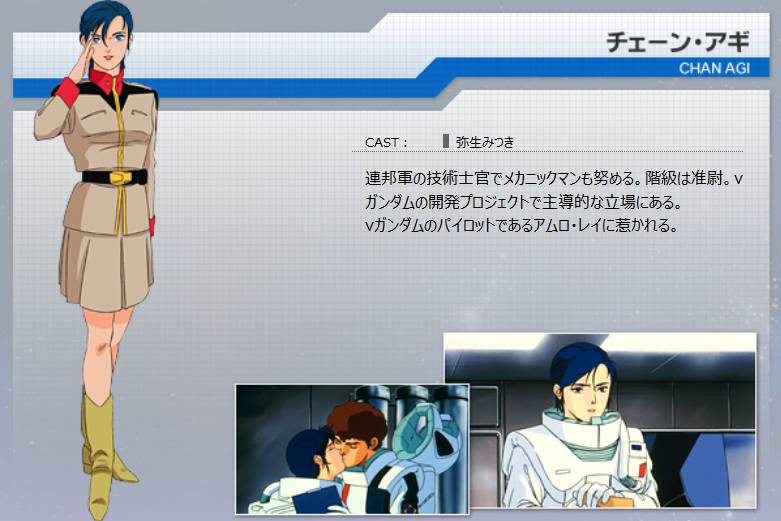 チェーン・アギ
CHAN AGI
CAST： 弥生みつき
連邦軍の技術士官でメカニックマンも努める。階級は准尉。ν
ガンダムの開発プロジェクトで主導的な立場にある。
νガンダムのパイロットであるアムロ・レイに惹かれる。